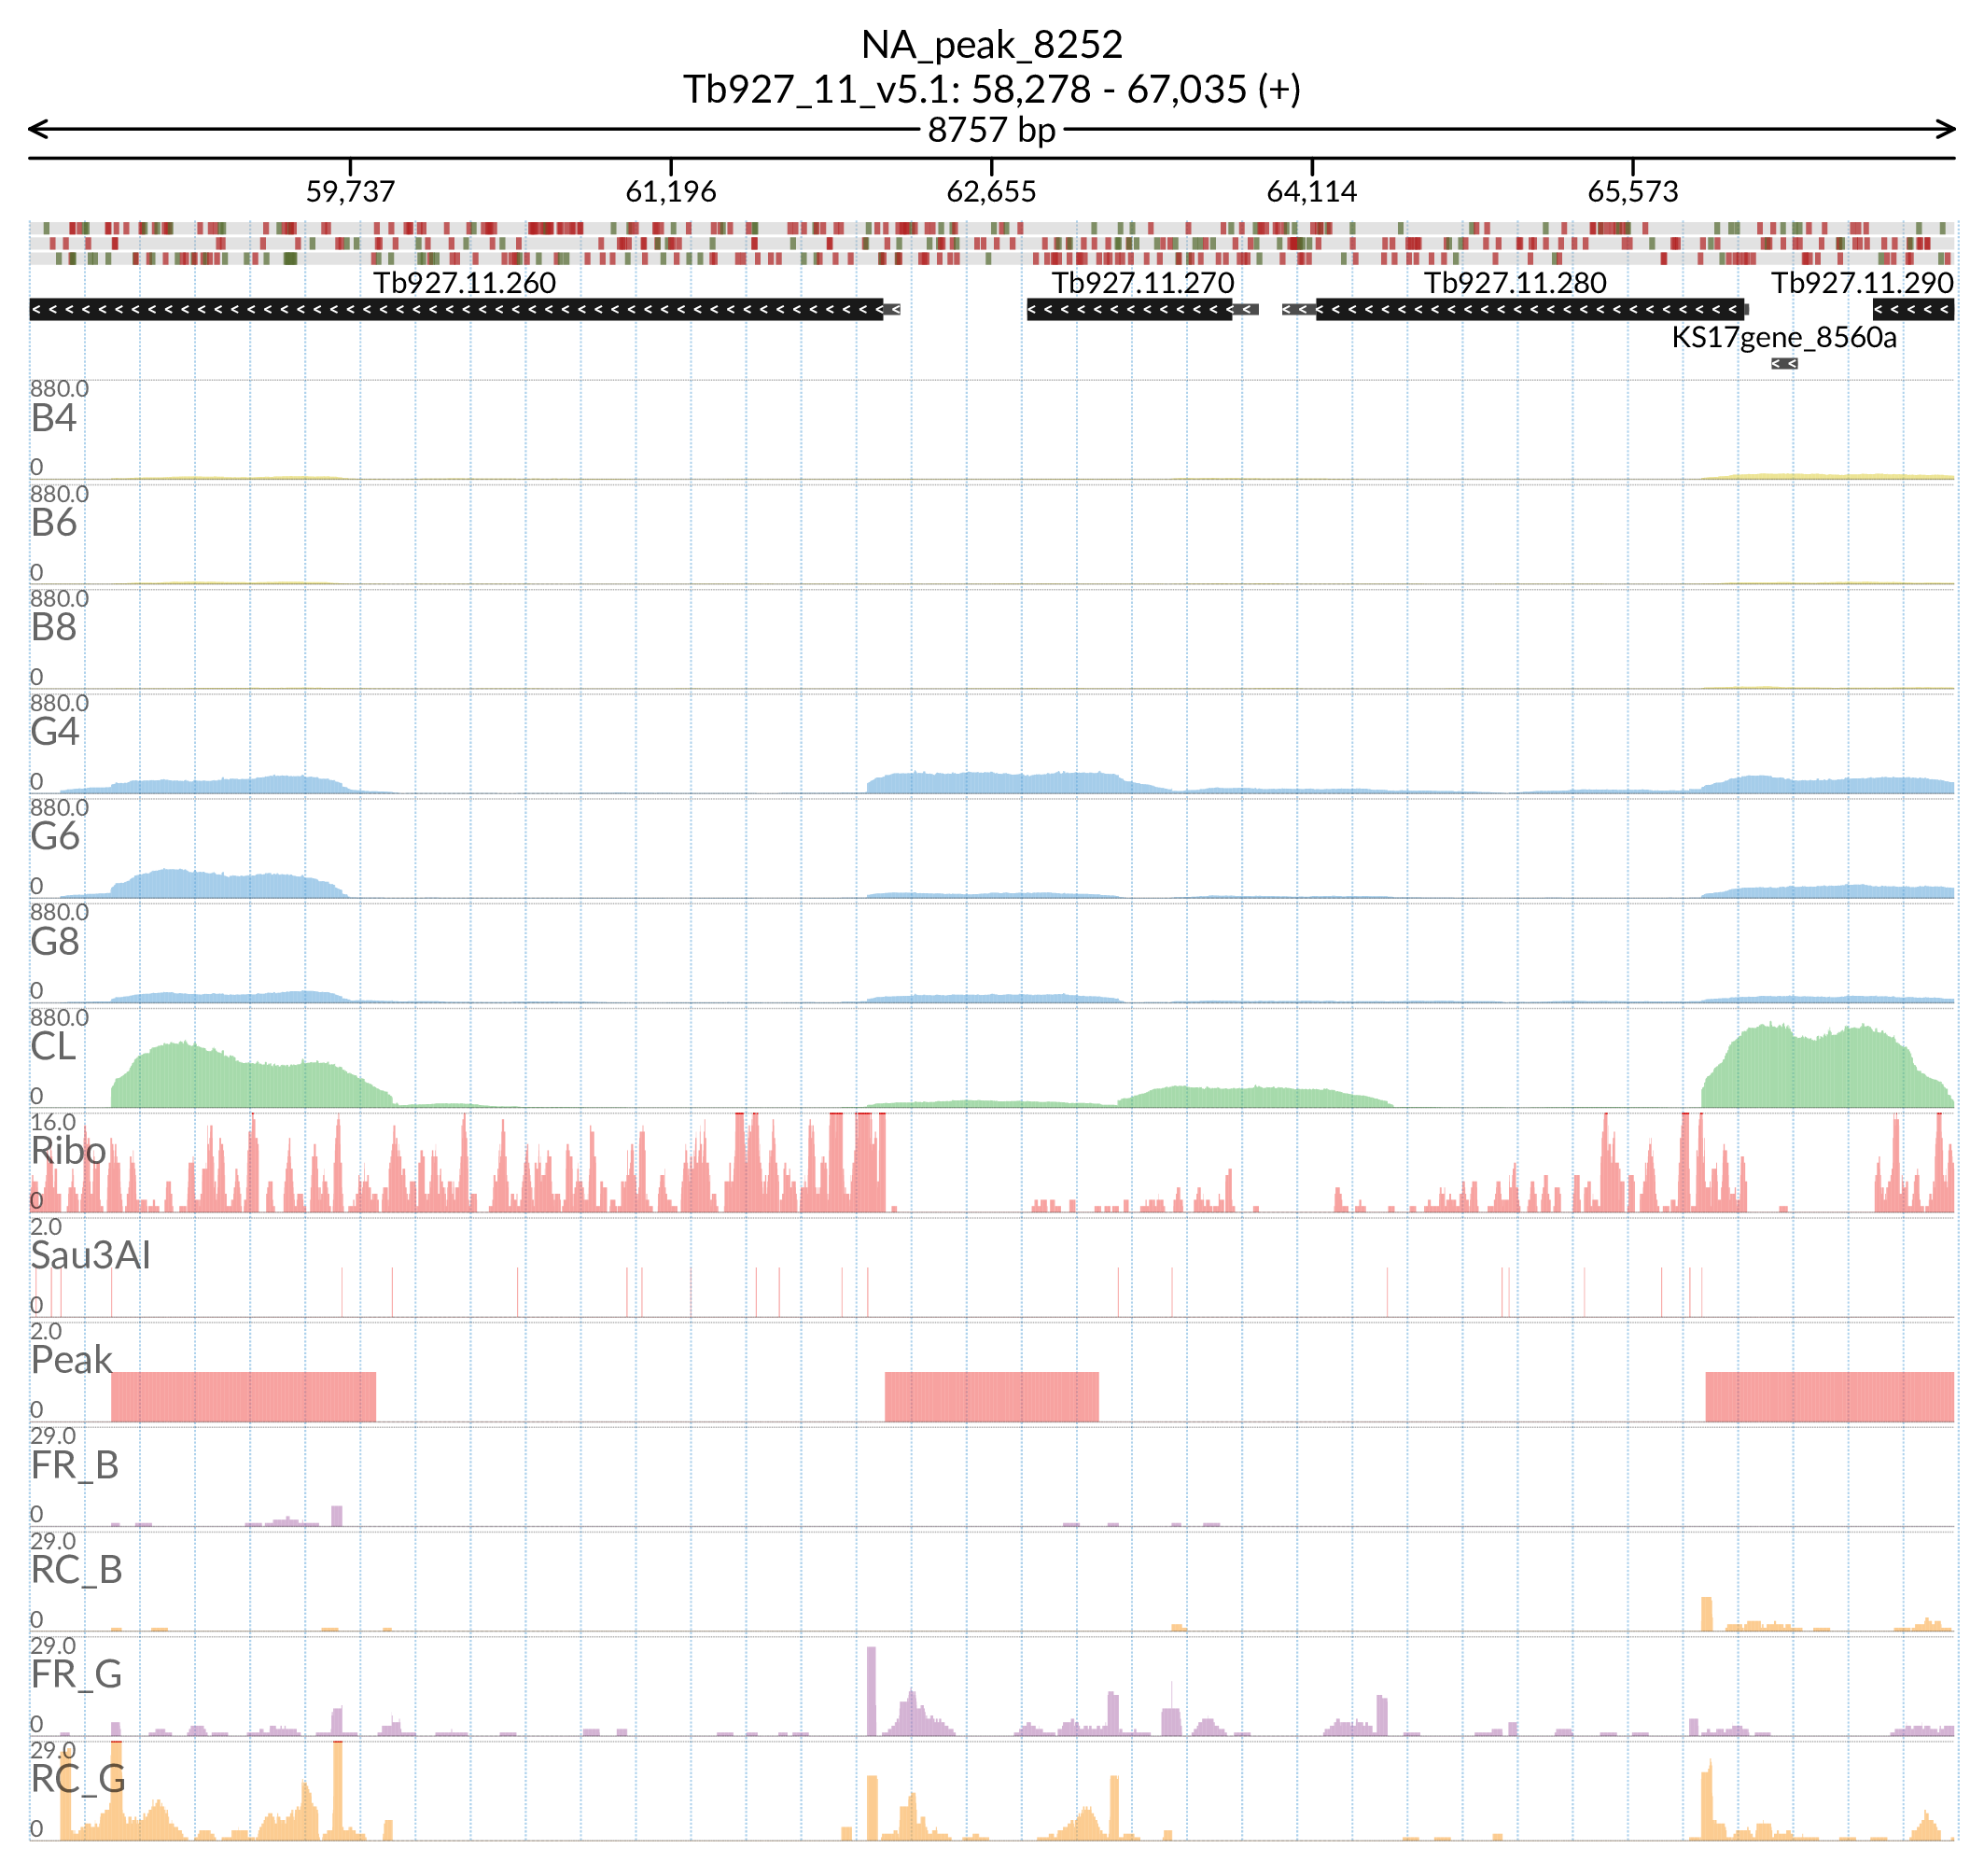 NA_peak_8252
Tb927_11_v5.1: 58,278 - 67,035 (+)
8757 bp
59,737 61,196 62,655 64,114 65,573
Tb927.11.260 Tb927.11.270 Tb927.11.280 Tb927.11.290
KS17gene_8560a
880.0
B4
0
880.0
B6
0
880.0
B8
0
880.0
G4
0
880.0
G6
0
880.0
G8
0
880.0
CL
0
16.0
Ribo
0
2.0
Sau3AI
0
2.0
Peak
0
29.0
FR_B
0
29.0
RC_B
0
29.0
FR_G
0
29.0
RC_G
0